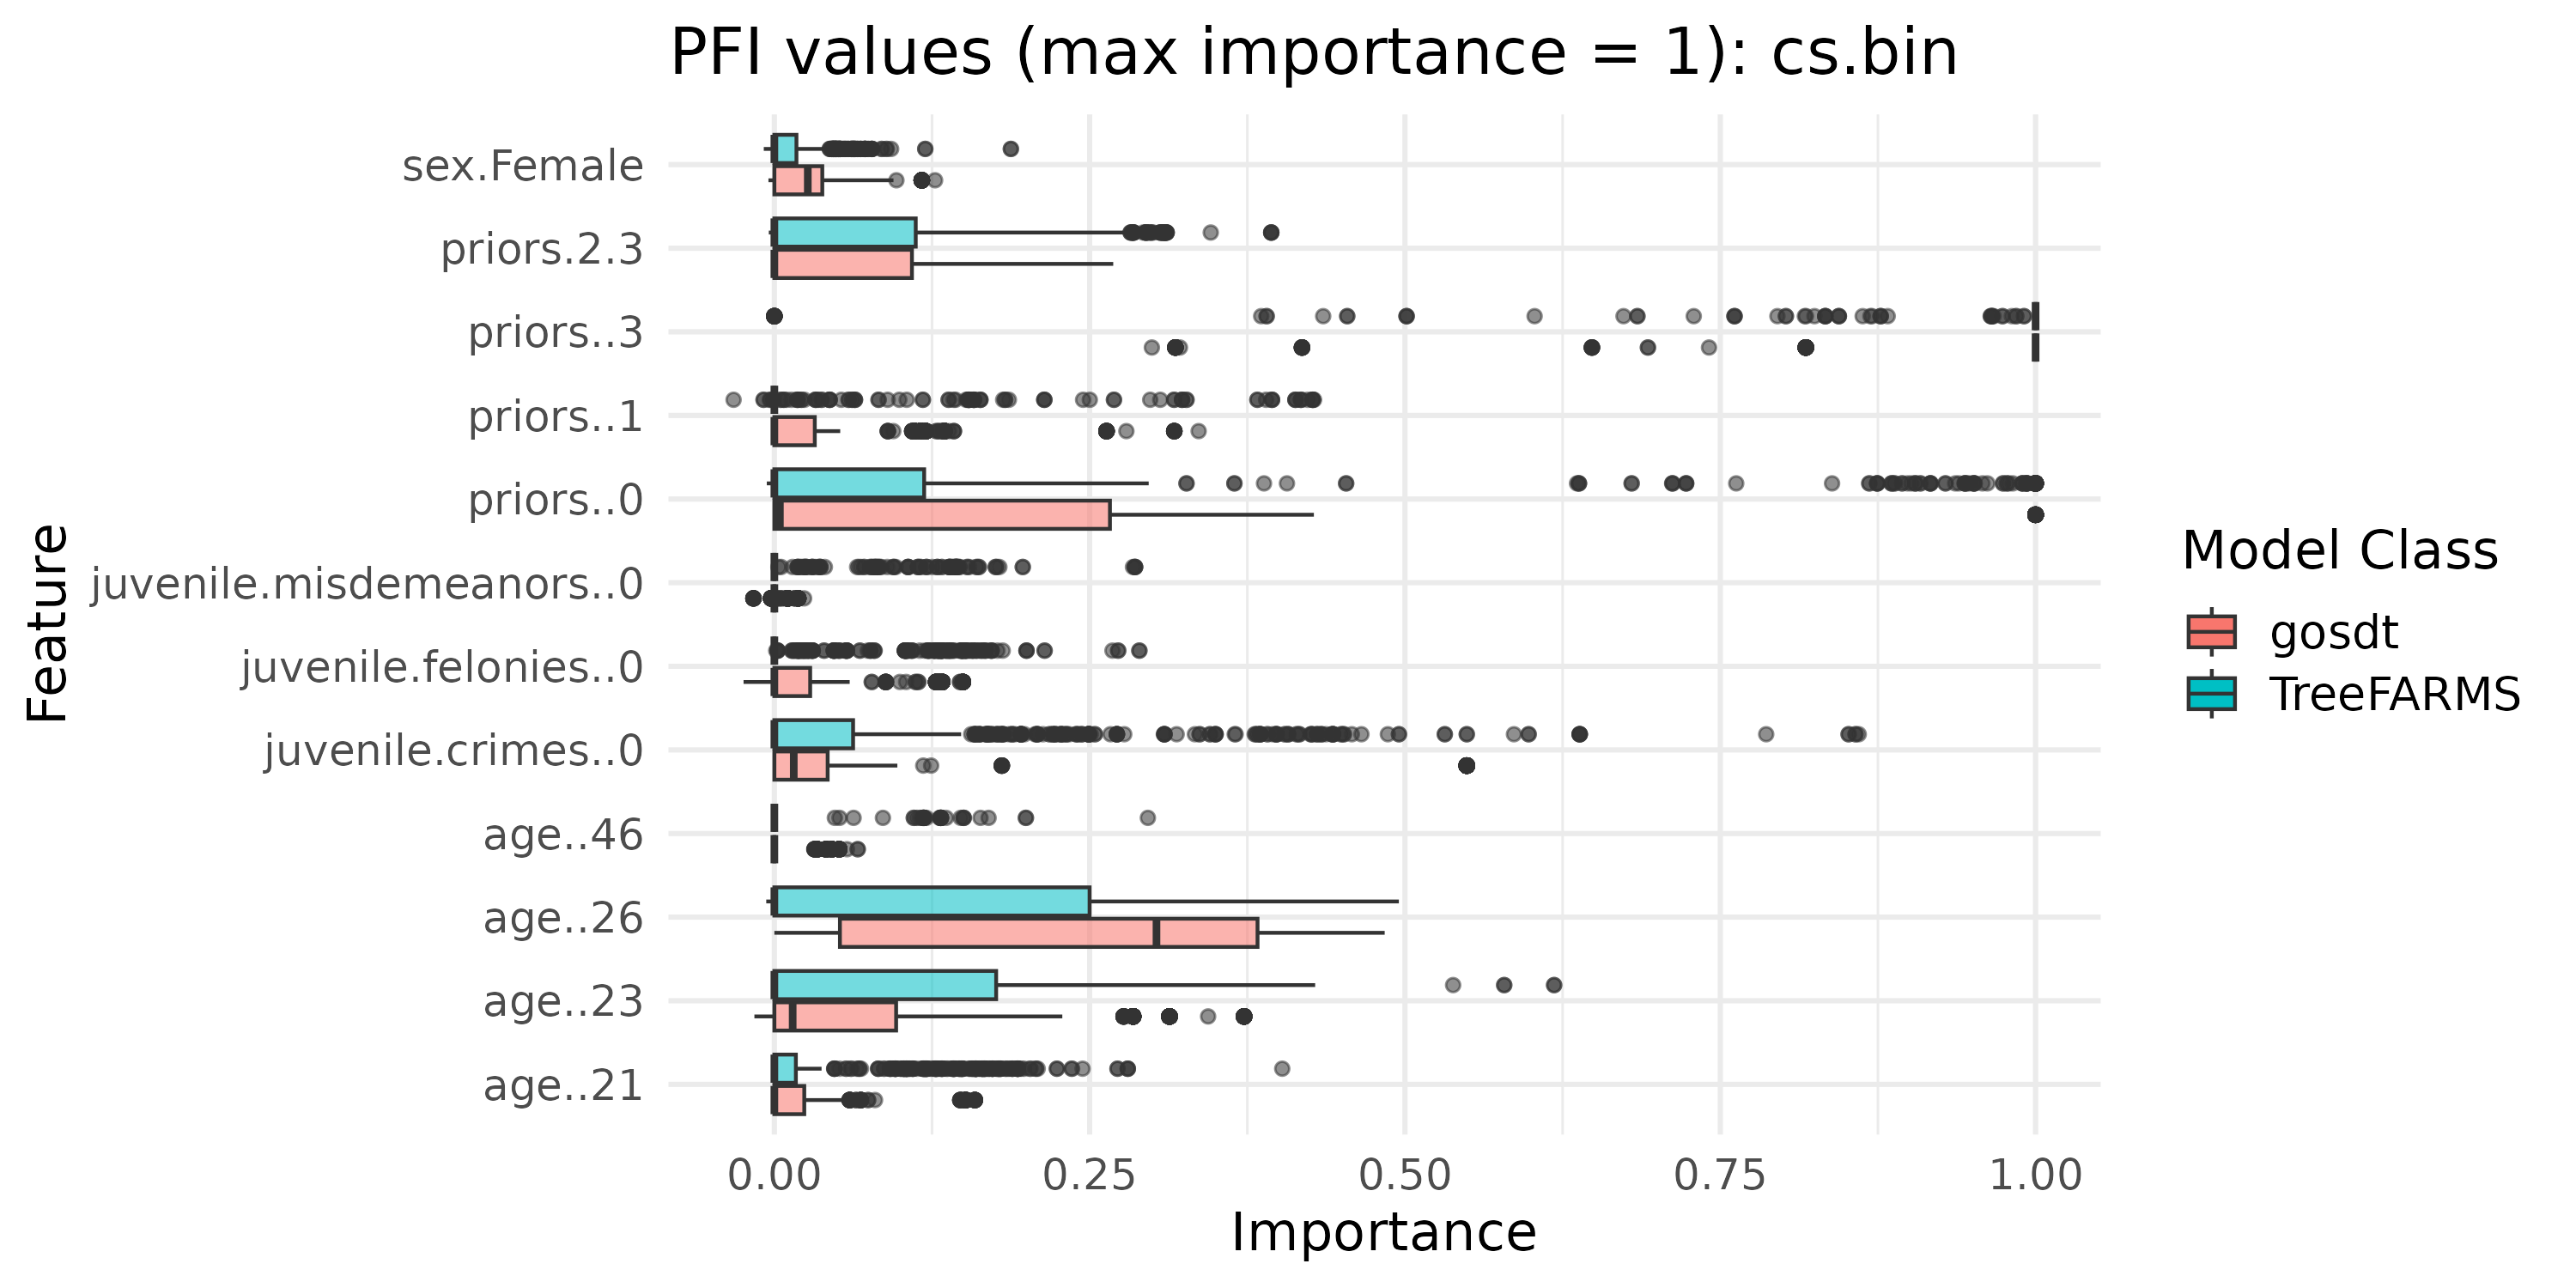 PFI values (max importance = 1): cs.bin
Feature
sex.Female
priors.2.3
priors..3
priors..1
priors..0
juvenile.misdemeanors..0
juvenile.felonies..0
juvenile.crimes..0
age..46
age..26
age..23
age..21
0.00 0.25 0.50 0.75 1.00
Importance
Model Class
gosdt
TreeFARMS